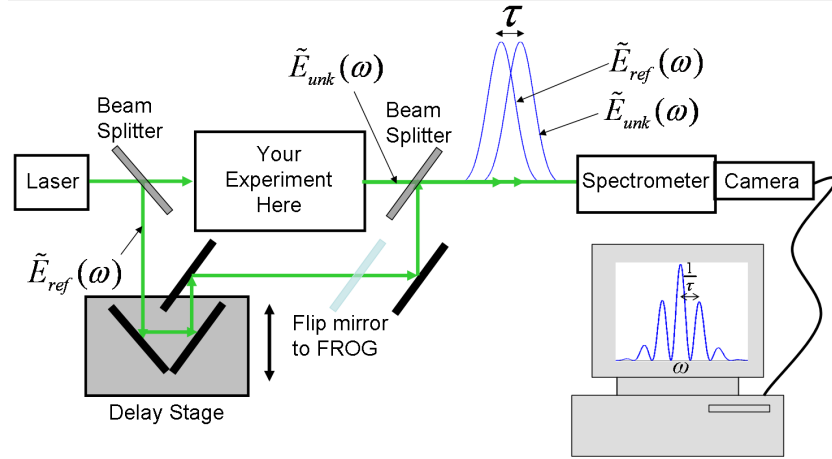 τ
Ẽunk(ω)
Ẽref(ω)
Beam
Splitter
Beam
Splitter
Ẽunk(ω)
Laser
Your
Experiment
Here
Spectrometer
Camera
Ẽref(ω)
1
τ
Flip mirror
to FROG
ω
Delay Stage